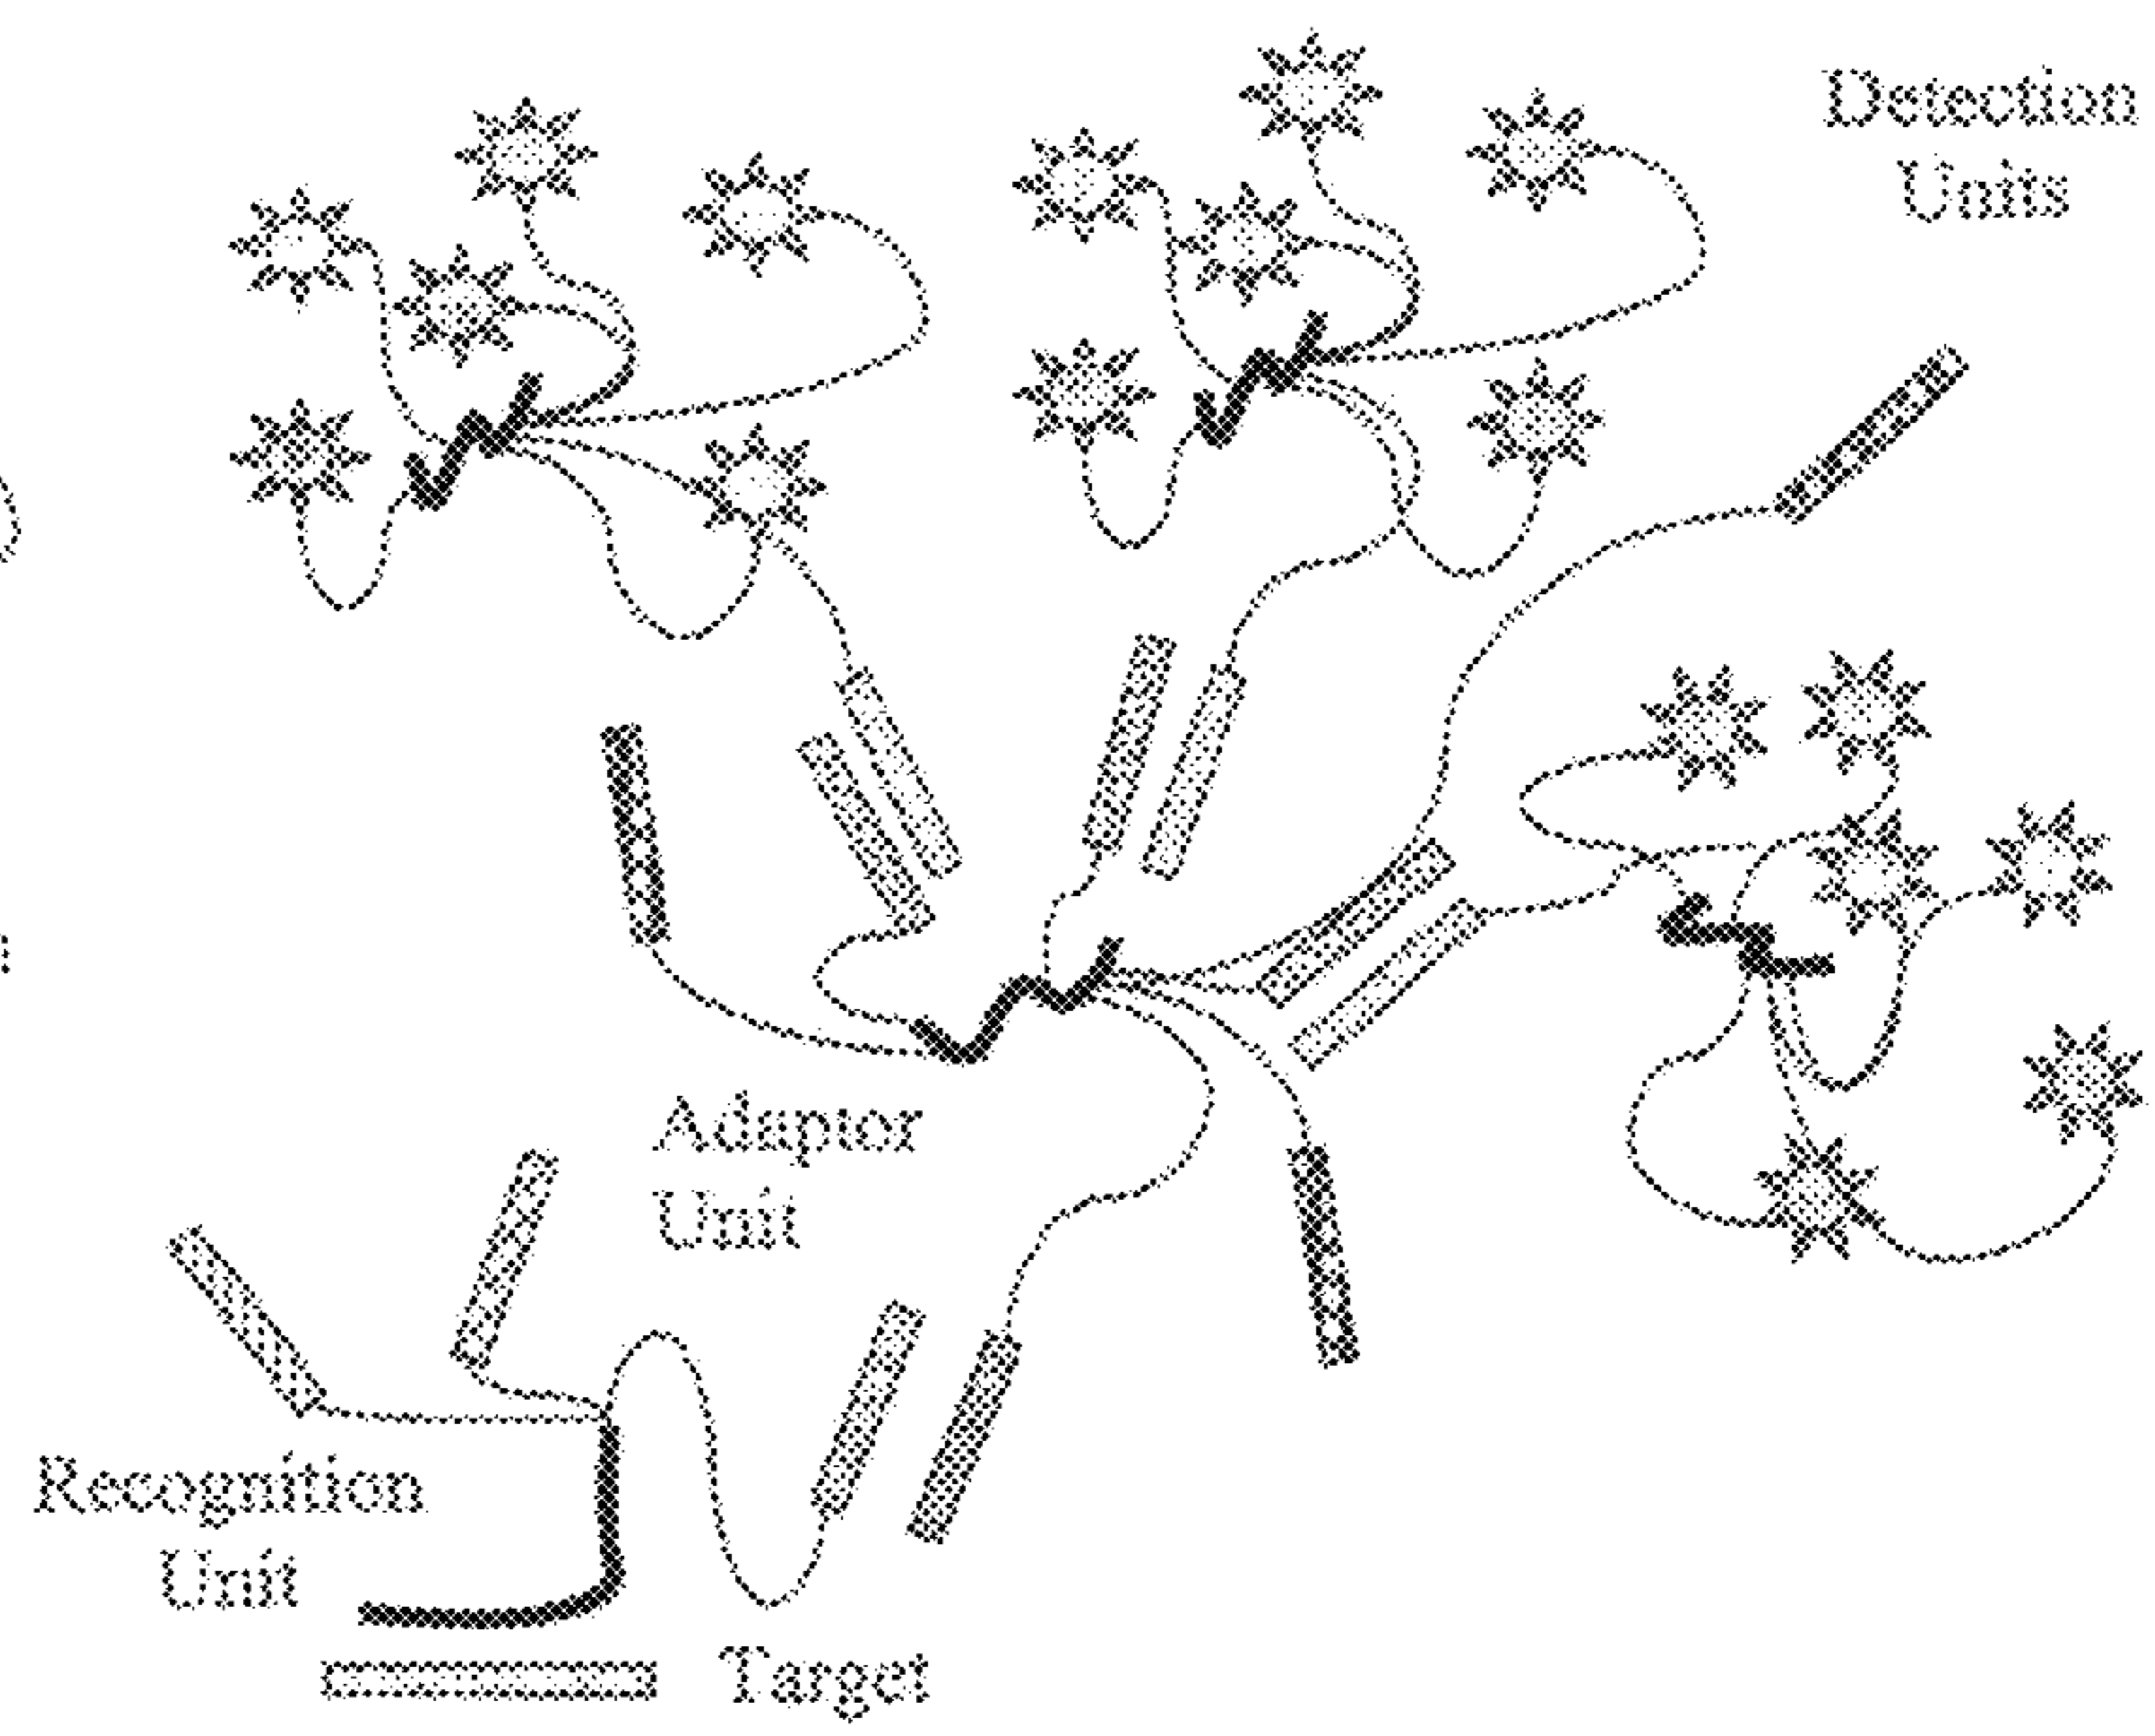 Detection
Units
Adaptor
Unit
Recognition
Unit
Target